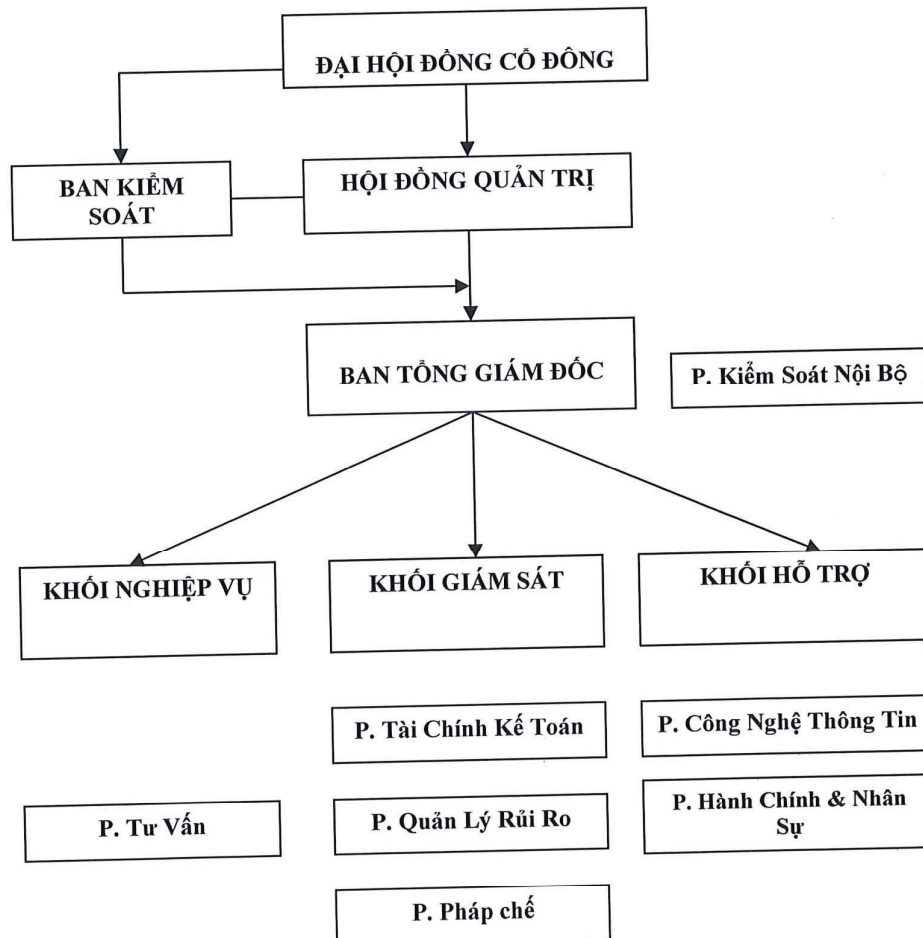 ĐẠI HỘI ĐỒNG CỔ ĐÔNG
BAN KIỂM
SOÁT
HỘI ĐỒNG QUẢN TRỊ
BAN TỔNG GIÁM ĐỐC
P. Kiểm Soát Nội Bộ
KHỐI NGHIỆP VỤ
KHỐI GIÁM SÁT
KHỐI HỖ TRỢ
P. Tài Chính Kế Toán
P. Công Nghệ Thông Tin
P. Tư Vấn
P. Quản Lý Rủi Ro
P. Hành Chính & Nhân
Sự
P. Pháp chế